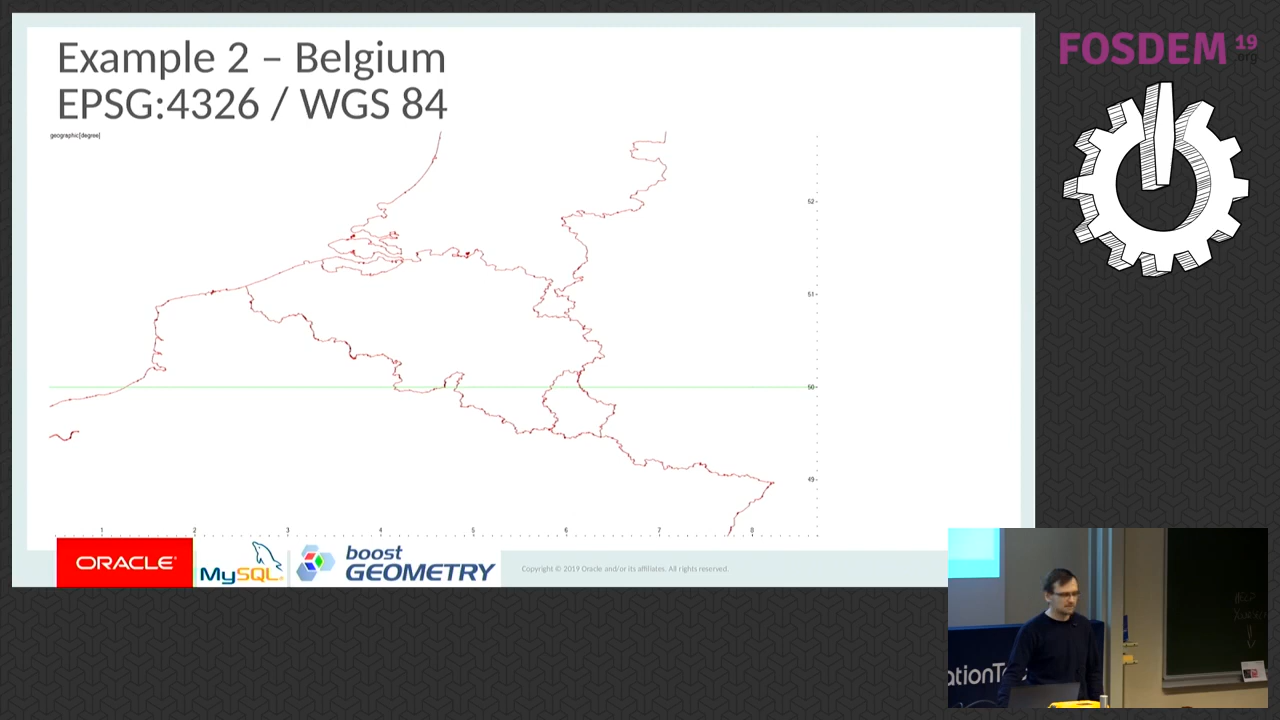 Example 2 – Belgium
EPSG:4326 / WGS 84
geographic[degree]
52
51
50
49
1 2 3 4 5 6 7 8
ORACLE®
MySQL®
boost
GEOMETRY
Copyright © 2019 Oracle and/or its affiliates. All rights reserved.
FOSDEM 19
.org
ationT